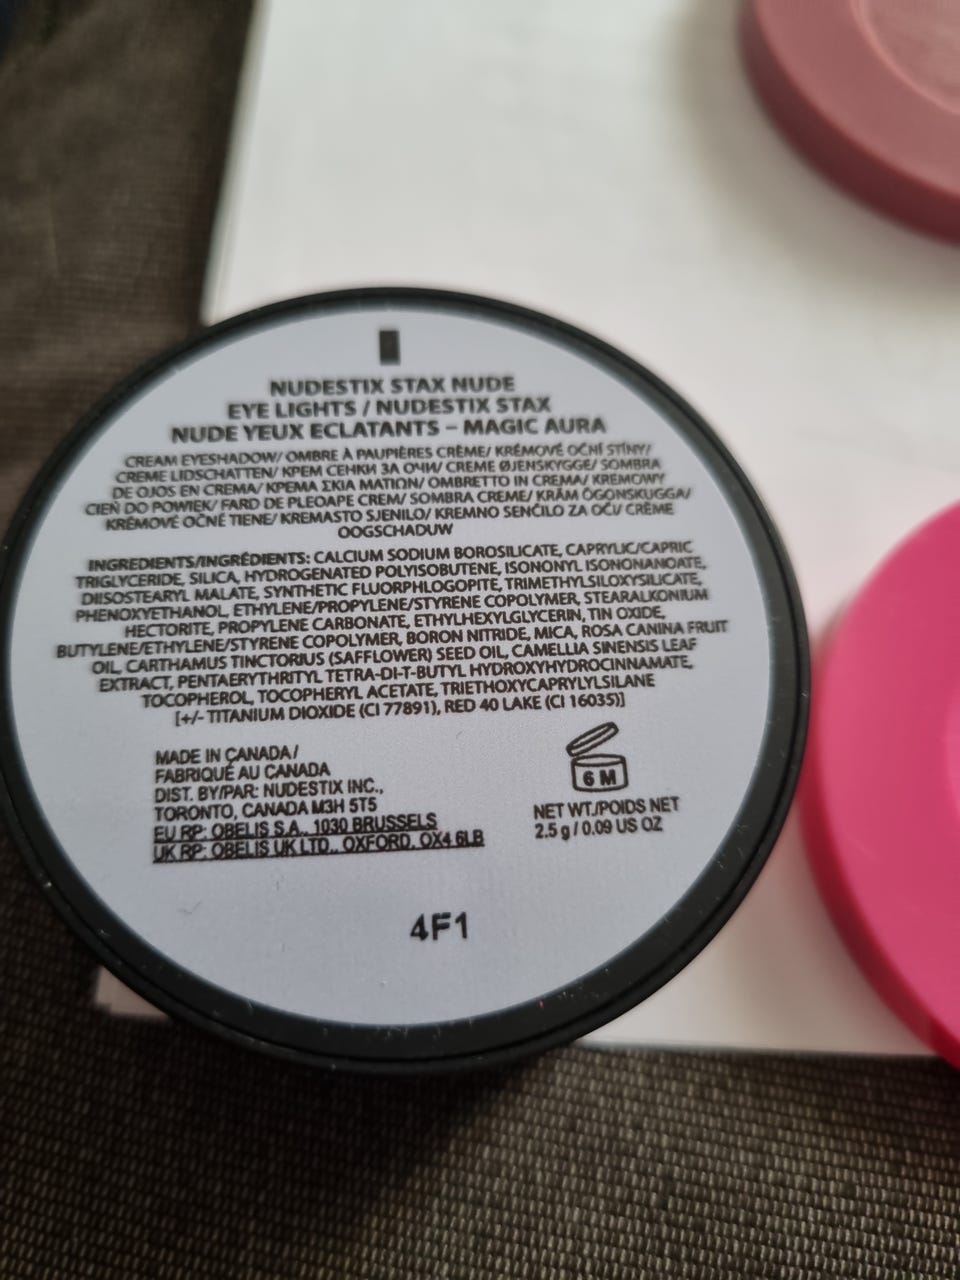 NUDESTIX STAX NUDE
EYE LIGHTS / NUDESTIX STAX
NUDE YEUX ECLATANTS – MAGIC AURA
CREAM EYESHADOW/ OMBRE À PAUPIÈRES CRÈME/ KRÉMOVÉ OČNÍ STÍNY/
CREME LIDSCHATTEN/ КРЕМ СЕНКИ ЗА ОЧИ/ CREME ØJENSKYGGE/ SOMBRA
DE OJOS EN CREMA/ ΚΡΕΜΑ ΣΚΙΑ ΜΑΤΙΩΝ/ OMBRETTO IN CREMA/ KREMOWY
CIEŃ DO POWIEK/ FARD DE PLEOAPE CREM/ SOMBRA CREME/ KRÄM ÖGONSKUGGA/
KRÉMOVÉ OČNÉ TIENE/ KREMASTO SJENILO/ KREMNO SENČILO ZA OČI/ CRÈME
OOGSCHADUW
INGREDIENTS/INGRÉDIENTS: CALCIUM SODIUM BOROSILICATE, CAPRYLIC/CAPRIC
TRIGLYCERIDE, SILICA, HYDROGENATED POLYISOBUTENE, ISONONYL ISONONANOATE,
DIISOSTEARYL MALATE, SYNTHETIC FLUORPHLOGOPITE, TRIMETHYLSILOXYSILICATE,
PHENOXYETHANOL, ETHYLENE/PROPYLENE/STYRENE COPOLYMER, STEARALKONIUM
HECTORITE, PROPYLENE CARBONATE, ETHYLHEXYLGLYCERIN, TIN OXIDE,
BUTYLENE/ETHYLENE/STYRENE COPOLYMER, BORON NITRIDE, MICA, ROSA CANINA FRUIT
OIL, CARTHAMUS TINCTORIUS (SAFFLOWER) SEED OIL, CAMELLIA SINENSIS LEAF
EXTRACT, PENTAERYTHRITYL TETRA-DI-T-BUTYL HYDROXYHYDROCINNAMATE,
TOCOPHEROL, TOCOPHERYL ACETATE, TRIETHOXYCAPRYLYLSILANE
[+/- TITANIUM DIOXIDE (CI 77891), RED 40 LAKE (CI 16035)]
MADE IN CANADA/
FABRIQUÉ AU CANADA
DIST. BY/PAR: NUDESTIX INC.,
TORONTO, CANADA M3H 5T5
EU RP: OBELIS S.A., 1030 BRUSSELS
UK RP: OBELIS UK LTD., OXFORD, OX4 6LB
6 M
NET WT./POIDS NET
2.5 g / 0.09 US OZ
4F1